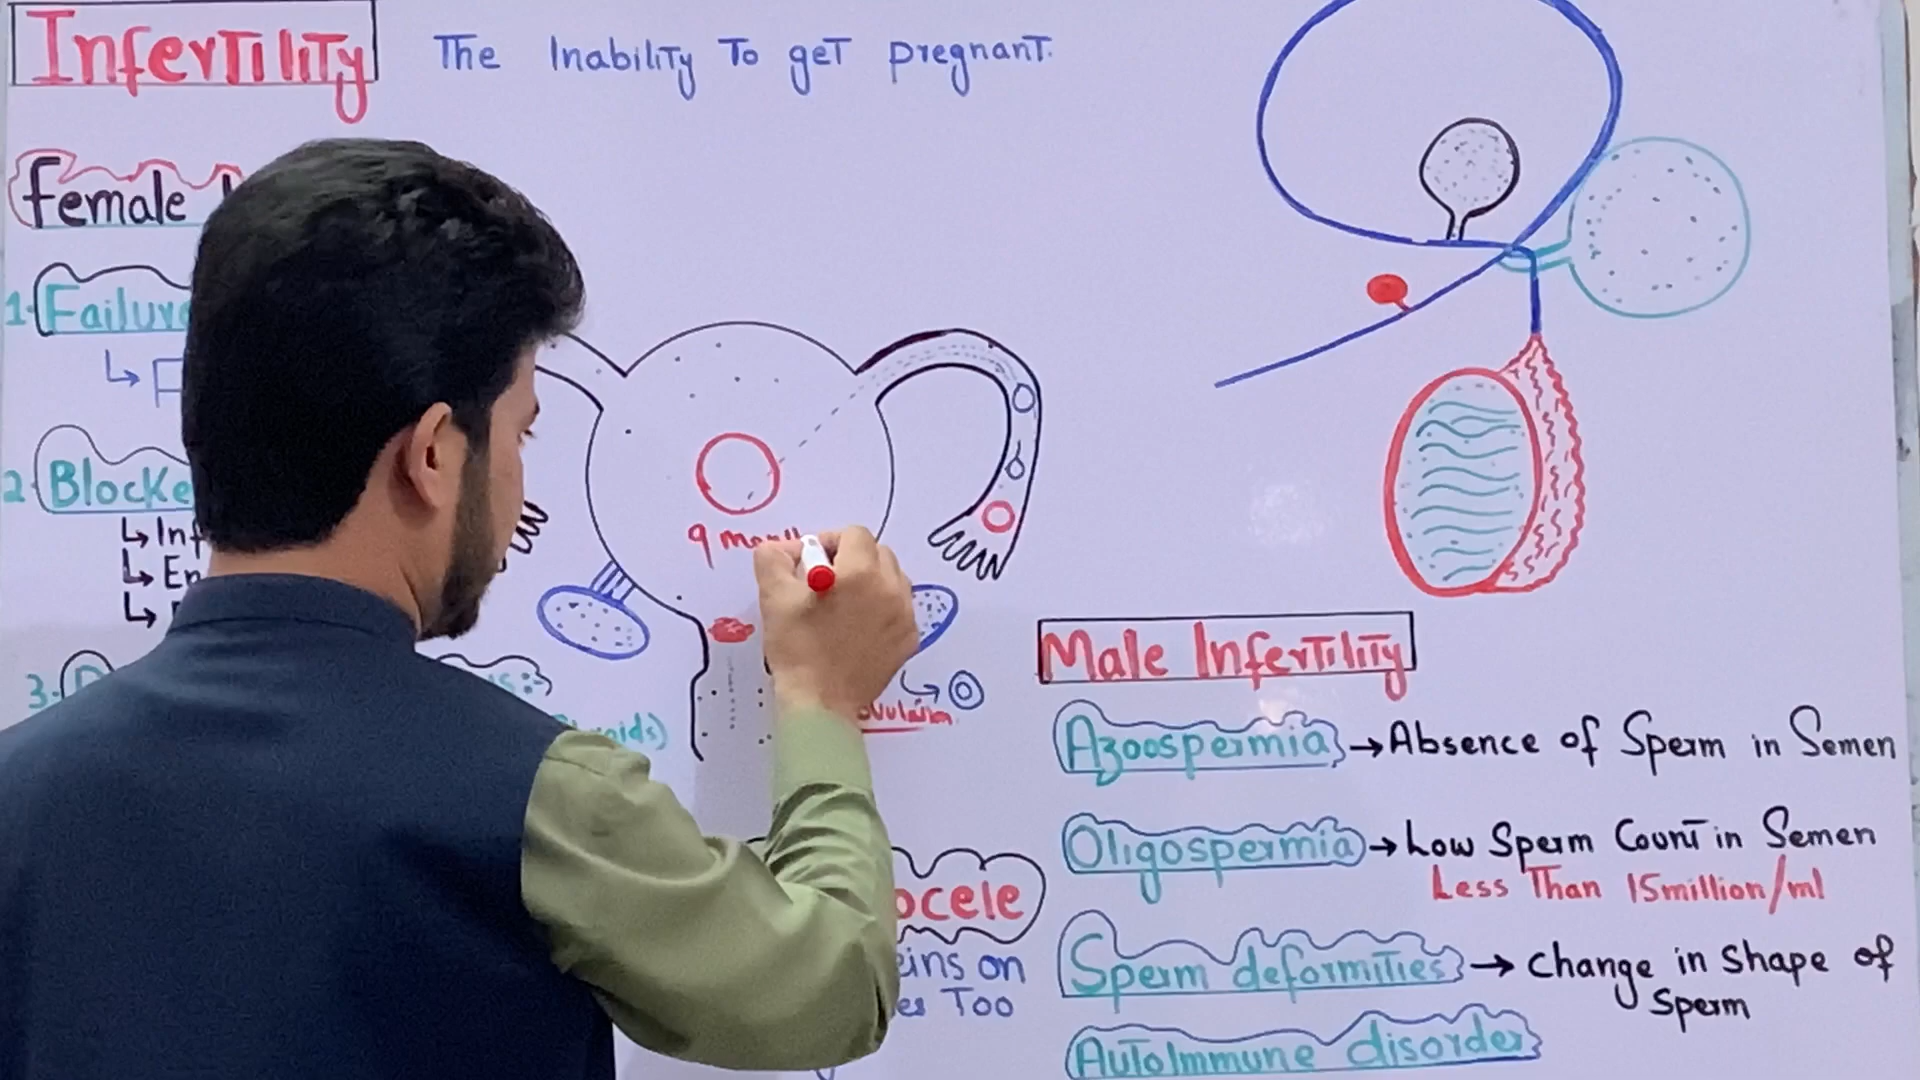 Infertility
The Inability To get pregnant.
Female
1- Failure
↳
2- Blocke
↳ Inf
↳ En
↳
3-
9 mon
ovulation
ocele
eins on
es Too
Male Infertility
Azoospermia → Absence of Sperm in Semen
Oligospermia → Low Sperm Count in Semen
Less Than 15million/ml
Sperm deformities → change in shape of
Sperm
AutoImmune disorder